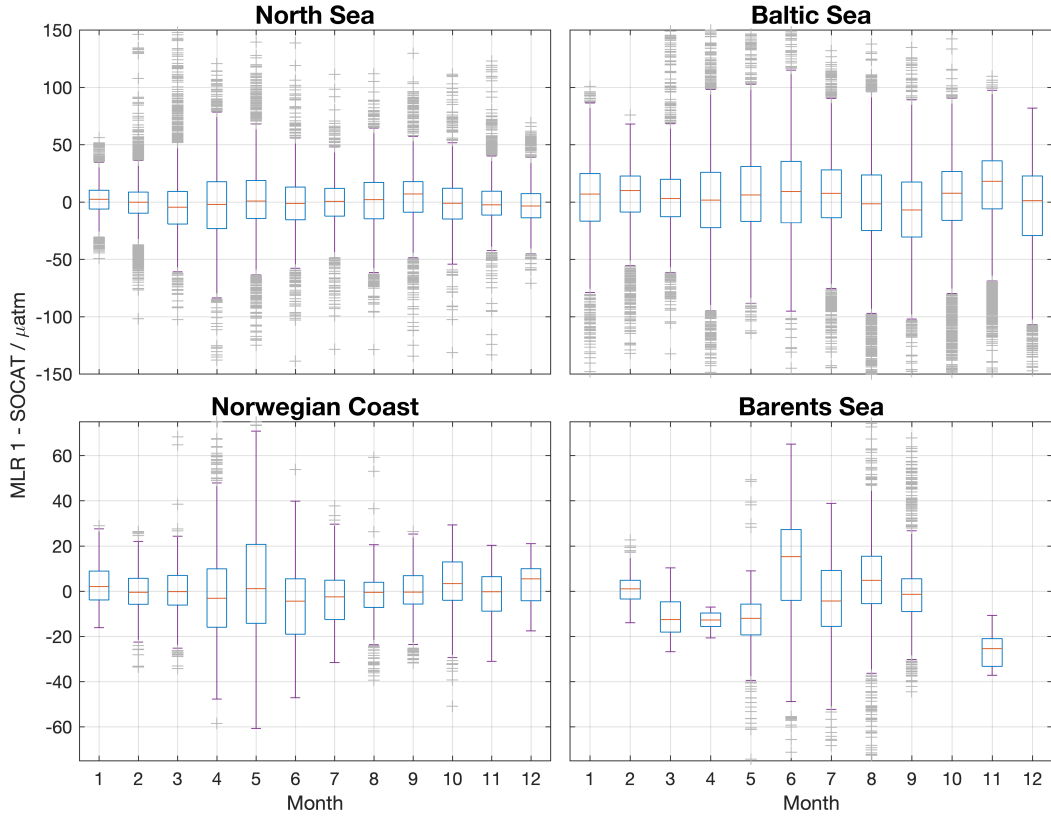 North Sea
Baltic Sea
150
100
50
0
-50
-100
-150
MLR 1 - SOCAT / μatm
Norwegian Coast
Barents Sea
60
40
20
0
-20
-40
-60
1 2 3 4 5 6 7 8 9 10 11 12
1 2 3 4 5 6 7 8 9 10 11 12
Month
Month